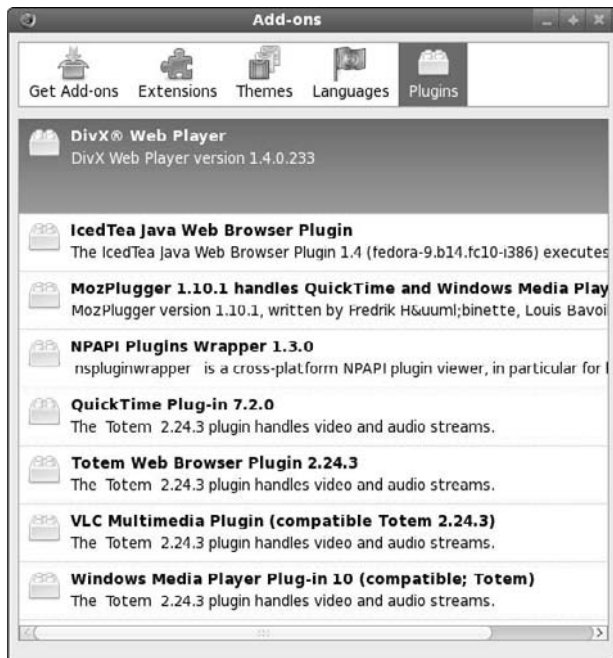 Add-ons
Get Add-ons Extensions Themes Languages Plugins
DivX® Web Player
DivX Web Player version 1.4.0.233
IcedTea Java Web Browser Plugin
The IcedTea Java Web Browser Plugin 1.4 (fedora-9.b14.fc10-i386) executes
MozPlugger 1.10.1 handles QuickTime and Windows Media Play
MozPlugger version 1.10.1, written by Fredrik H&uuml;binette, Louis Bavoi
NPAPI Plugins Wrapper 1.3.0
nspluginwrapper is a cross-platform NPAPI plugin viewer, in particular for
QuickTime Plug-in 7.2.0
The Totem 2.24.3 plugin handles video and audio streams.
Totem Web Browser Plugin 2.24.3
The Totem 2.24.3 plugin handles video and audio streams.
VLC Multimedia Plugin (compatible Totem 2.24.3)
The Totem 2.24.3 plugin handles video and audio streams.
Windows Media Player Plug-in 10 (compatible; Totem)
The Totem 2.24.3 plugin handles video and audio streams.